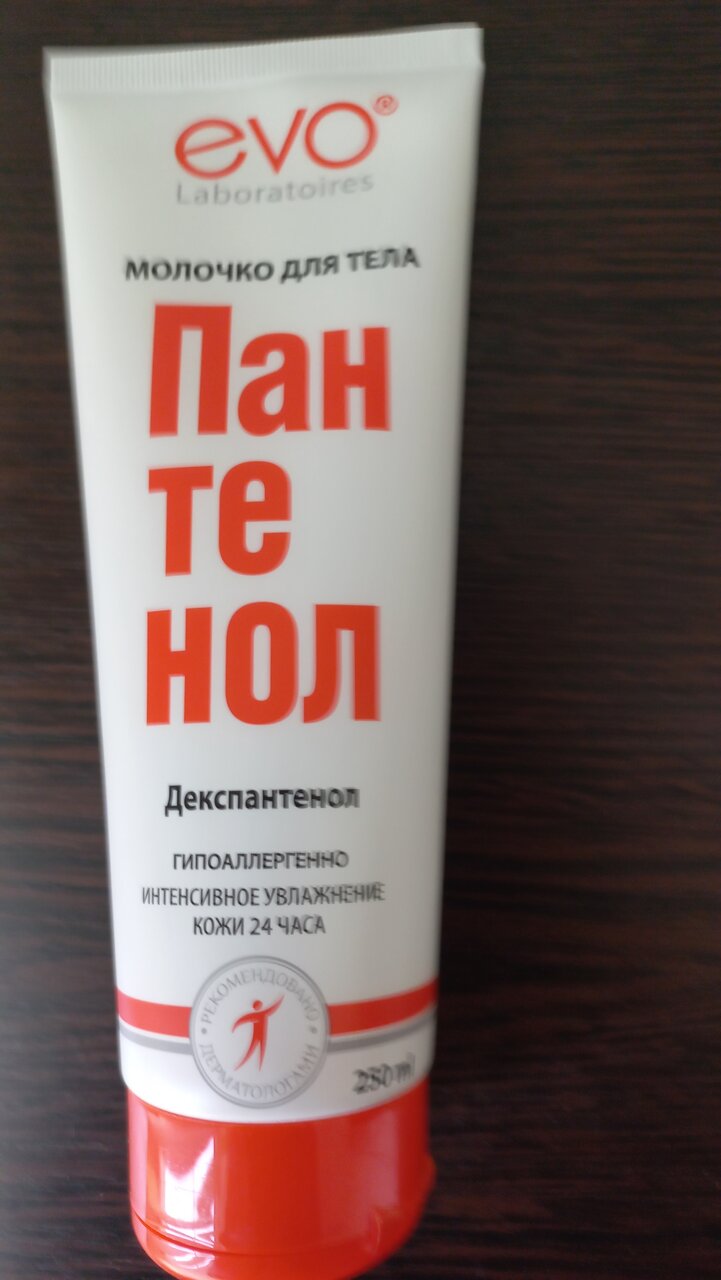 evo®
Laboratoires
МОЛОЧКО ДЛЯ ТЕЛА
Пан
те
нол
Декспантенол
ГИПОАЛЛЕРГЕННО
ИНТЕНСИВНОЕ УВЛАЖНЕНИЕ
КОЖИ 24 ЧАСА
РЕКОМЕНДОВАНО
ДЕРМАТОЛОГАМИ
250 ml